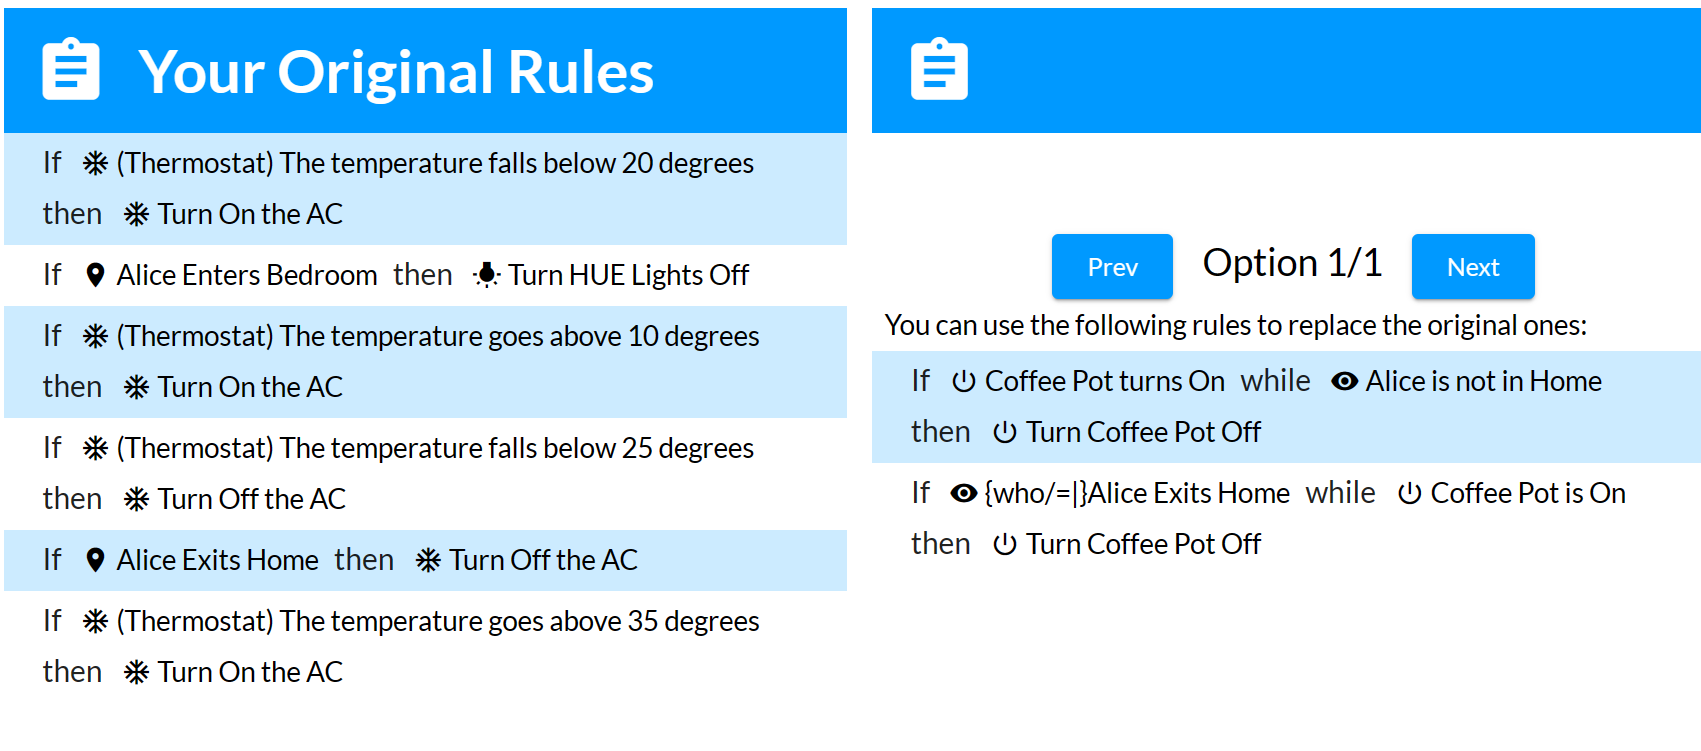 Your Original Rules
If (Thermostat) The temperature falls below 20 degrees
then Turn On the AC
If Alice Enters Bedroom then Turn HUE Lights Off
If (Thermostat) The temperature goes above 10 degrees
then Turn On the AC
If (Thermostat) The temperature falls below 25 degrees
then Turn Off the AC
If Alice Exits Home then Turn Off the AC
If (Thermostat) The temperature goes above 35 degrees
then Turn On the AC
Prev Option 1/1 Next
You can use the following rules to replace the original ones:
If Coffee Pot turns On while Alice is not in Home
then Turn Coffee Pot Off
If {who/=|}Alice Exits Home while Coffee Pot is On
then Turn Coffee Pot Off